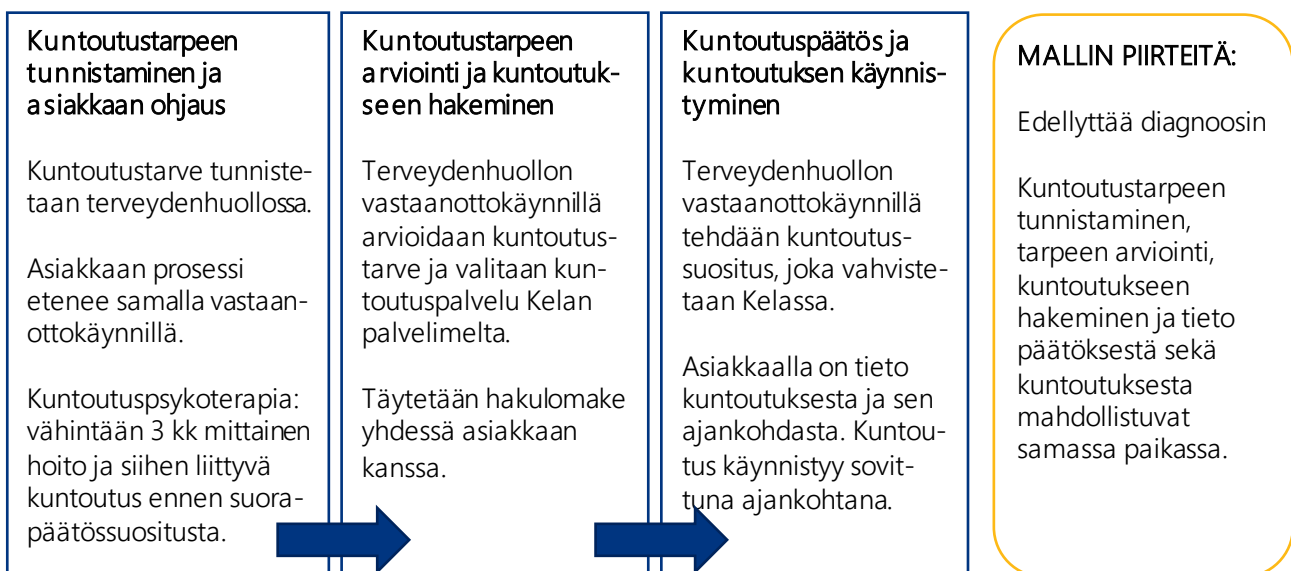 Kuntoutustarpeen
tunnistaminen ja
asiakkaan ohjaus
Kuntoutustarve tunniste-
taan terveydenhuollossa.
Asiakkaan prosessi
etenee samalla vastaan-
ottokäynnillä.
Kuntoutuspsykoterapia:
vähintään 3 kk mittainen
hoito ja siihen liittyvä
kuntoutus ennen suora-
päätössuositusta.
Kuntoutustarpeen
arviointi ja kuntoutuk-
seen hakeminen
Terveydenhuollon
vastaanottokäynnillä
arvioidaan kuntoutus-
tarve ja valitaan kun-
toutuspalvelu Kelan
palvelimelta.
Täytetään hakulomake
yhdessä asiakkaan
kanssa.
Kuntoutuspäätös ja
kuntoutuksen käynnis-
tyminen
Terveydenhuollon
vastaanottokäynnillä
tehdään kuntoutus-
suositus, joka vahviste-
taan Kelassa.
Asiakkaalla on tieto
kuntoutuksesta ja sen
ajankohdasta. Kuntou-
tus käynnistyy sovit-
tuna ajankohtana.
MALLIN PIIRTEITÄ:
Edellyttää diagnoosin
Kuntoutustarpeen
tunnistaminen,
tarpeen arviointi,
kuntoutukseen
hakeminen ja tieto
päätöksestä sekä
kuntoutuksesta
mahdollistuvat
samassa paikassa.